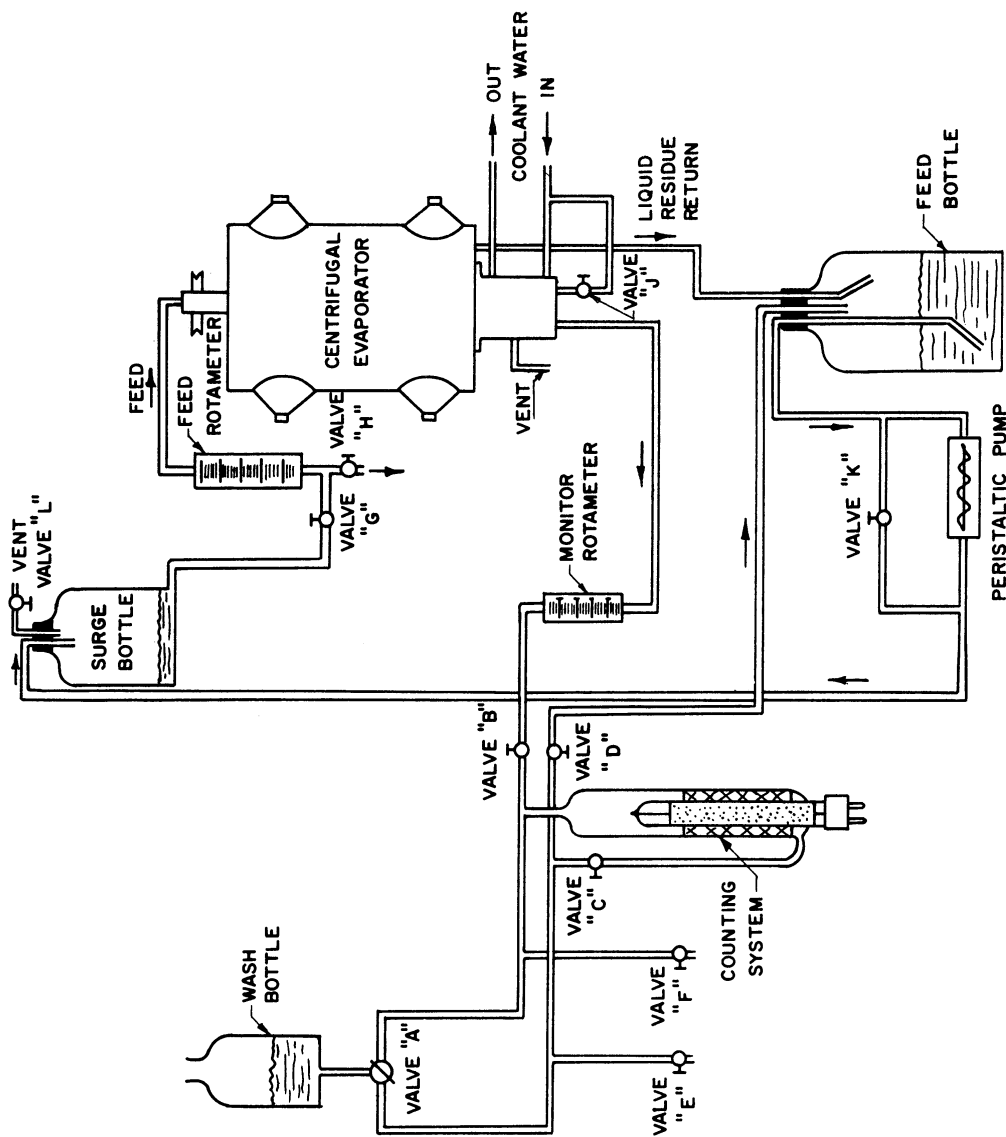 VENT
VALVE "L"
SURGE
BOTTLE
FEED
FEED
ROTAMETER
VALVE
"H"
VALVE
"G"
CENTRIFUGAL
EVAPORATOR
OUT
COOLANT WATER
IN
VENT
VALVE
"J"
LIQUID
RESIDUE
RETURN
MONITOR
ROTAMETER
FEED
BOTTLE
VALVE "K"
PERISTALTIC PUMP
VALVE "B"
VALVE
"D"
WASH
BOTTLE
VALVE "A"
VALVE
"C"
COUNTING
SYSTEM
VALVE
"F"
VALVE
"E"